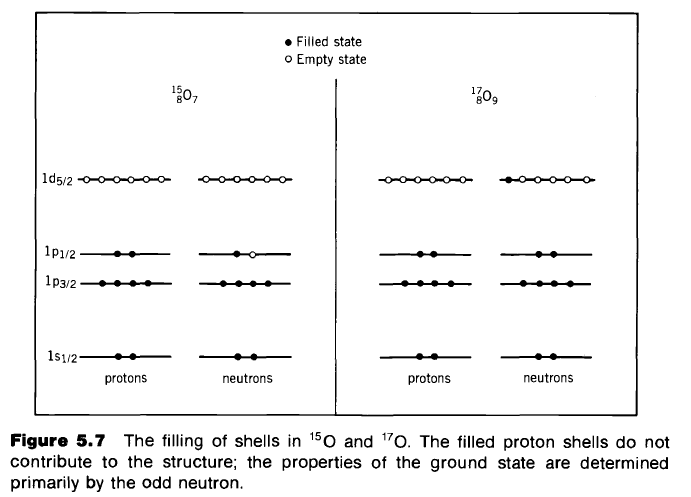 ● Filled state
○ Empty state
¹⁵₈O₇
¹⁷₈O₉
1d₅/₂
1p₁/₂
1p₃/₂
1s₁/₂
protons neutrons protons neutrons
Figure 5.7 The filling of shells in ¹⁵O and ¹⁷O. The filled proton shells do not
contribute to the structure; the properties of the ground state are determined
primarily by the odd neutron.